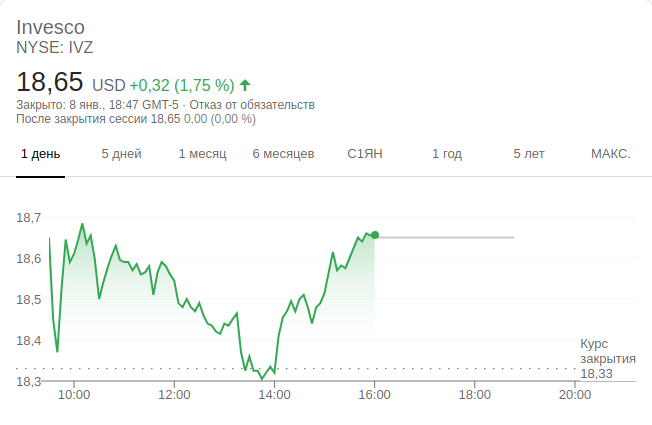 Invesco
NYSE: IVZ
18,65 USD +0,32 (1,75 %)
Закрыто: 8 янв., 18:47 GMT-5 · Отказ от обязательств
После закрытия сессии 18,65 0,00 (0,00 %)
1 день 5 дней 1 месяц 6 месяцев С1ЯН 1 год 5 лет МАКС.
18,7
18,6
18,5
18,4
Курс
закрытия
18,33
18,3
10:00 12:00 14:00 16:00 18:00 20:00